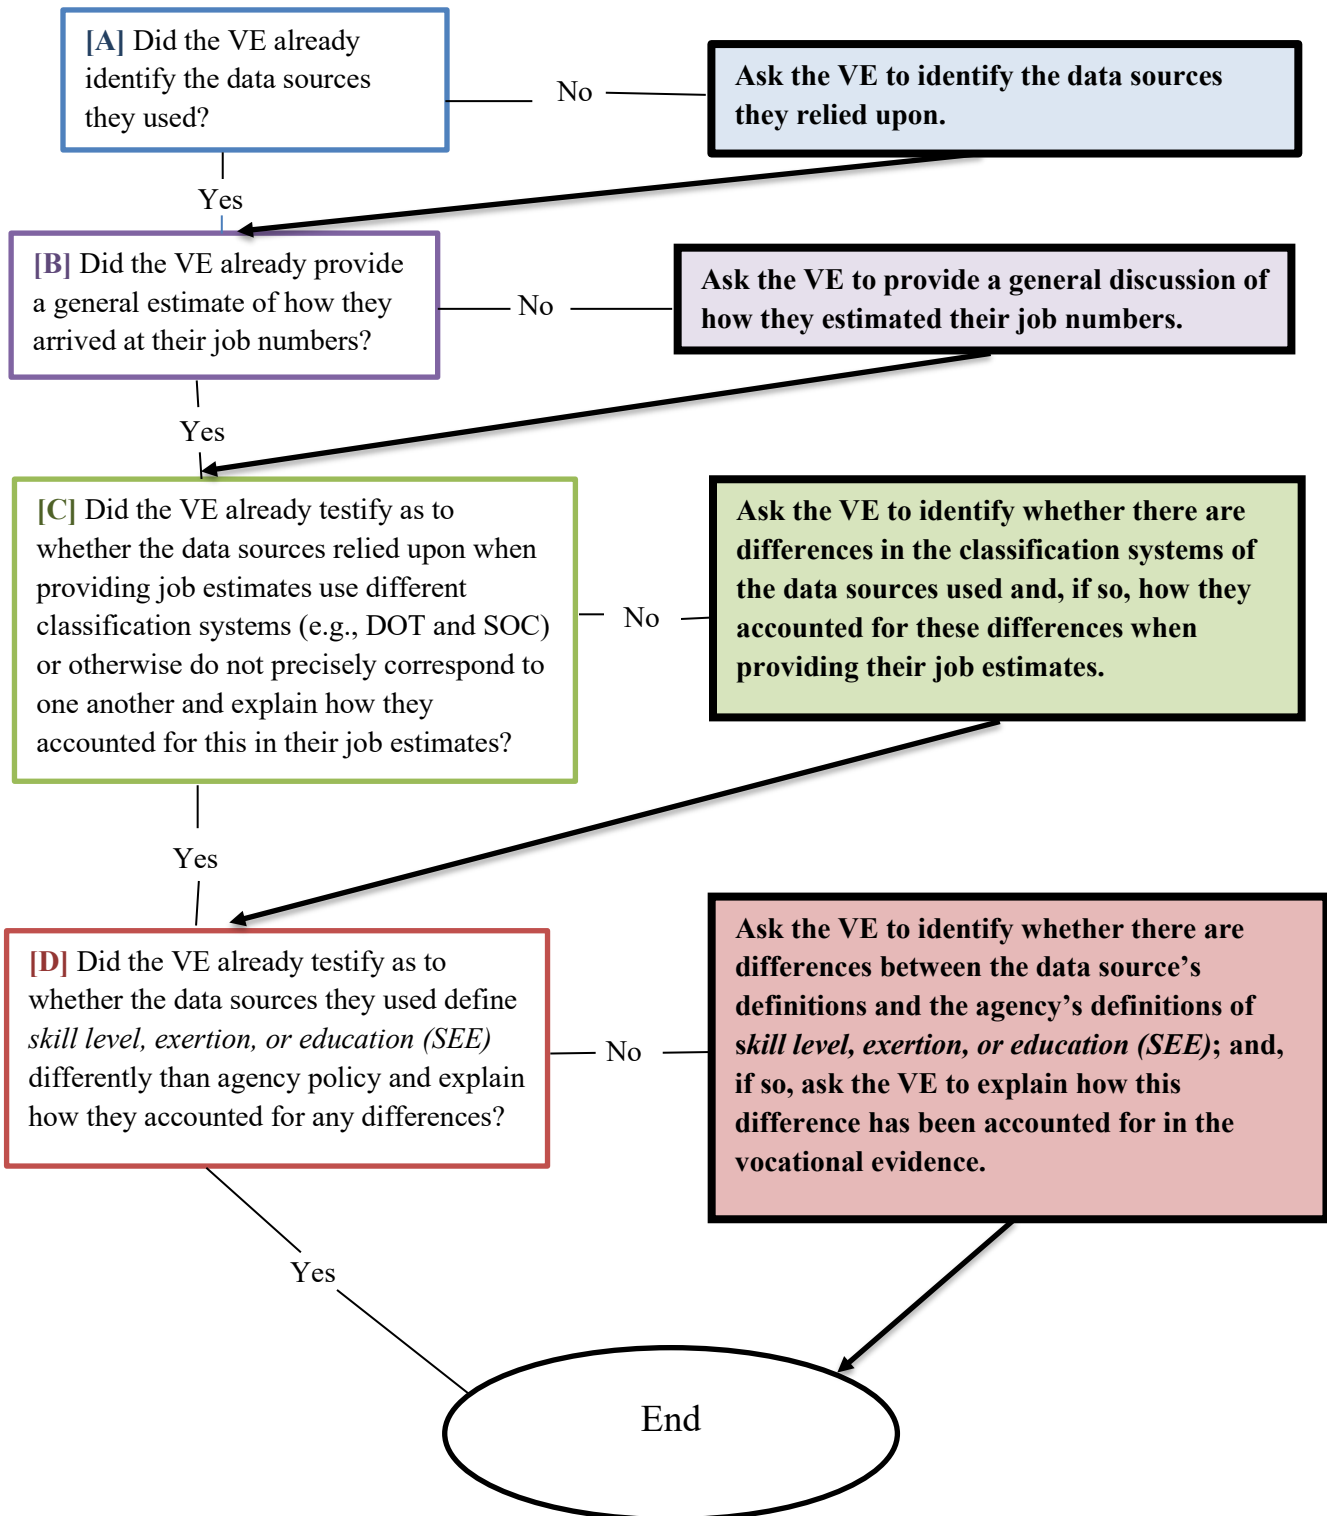 [A] Did the VE already
identify the data sources
they used?
No
Ask the VE to identify the data sources
they relied upon.
Yes
[B] Did the VE already provide
a general estimate of how they
arrived at their job numbers?
No
Ask the VE to provide a general discussion of
how they estimated their job numbers.
Yes
[C] Did the VE already testify as to
whether the data sources relied upon when
providing job estimates use different
classification systems (e.g., DOT and SOC)
or otherwise do not precisely correspond to
one another and explain how they
accounted for this in their job estimates?
No
Ask the VE to identify whether there are
differences in the classification systems of
the data sources used and, if so, how they
accounted for these differences when
providing their job estimates.
Yes
[D] Did the VE already testify as to
whether the data sources they used define
skill level, exertion, or education (SEE)
differently than agency policy and explain
how they accounted for any differences?
No
Ask the VE to identify whether there are
differences between the data source’s
definitions and the agency’s definitions of
skill level, exertion, or education (SEE); and,
if so, ask the VE to explain how this
difference has been accounted for in the
vocational evidence.
Yes
End